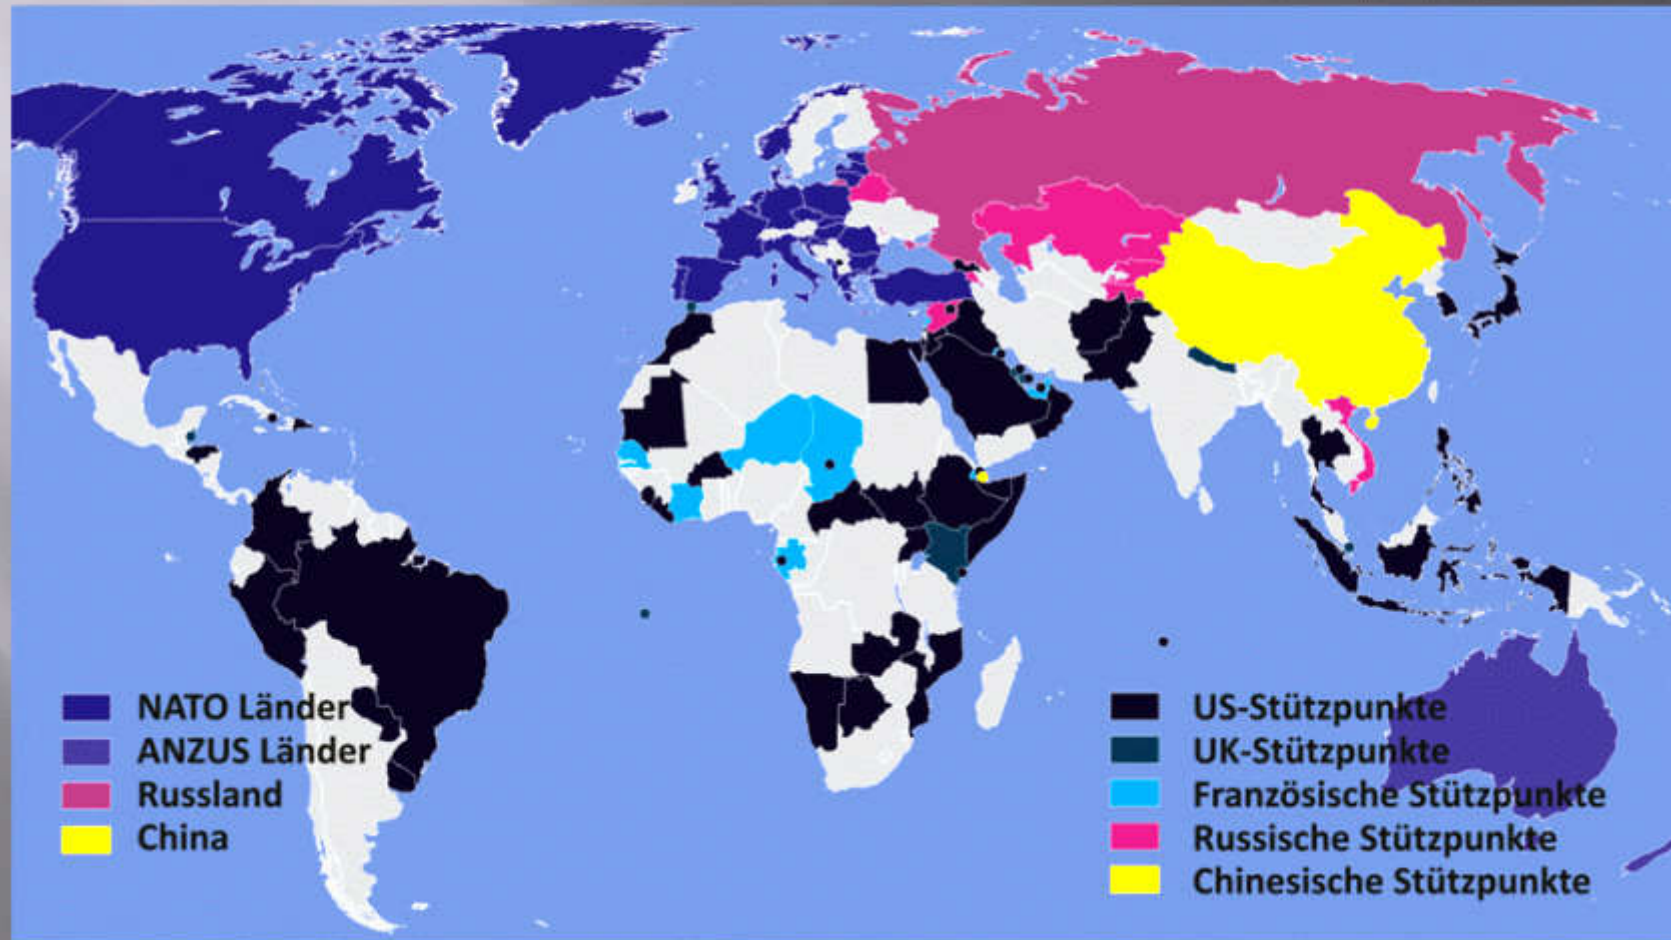 NATO Länder
ANZUS Länder
Russland
China
US-Stützpunkte
UK-Stützpunkte
Französische Stützpunkte
Russische Stützpunkte
Chinesische Stützpunkte